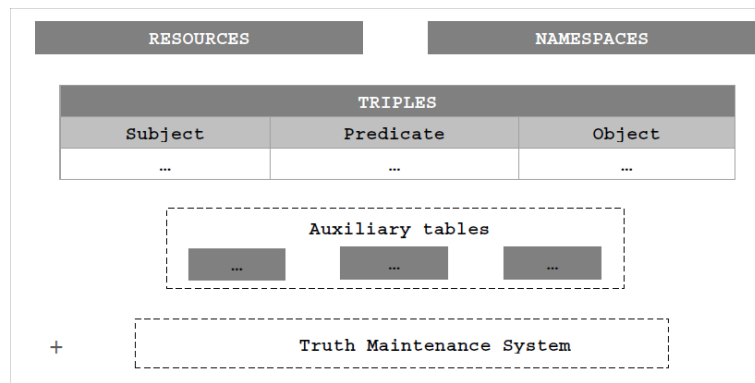 RESOURCES NAMESPACES
TRIPLES
Subject Predicate Object
… … …
Auxiliary tables
… … …
+ Truth Maintenance System